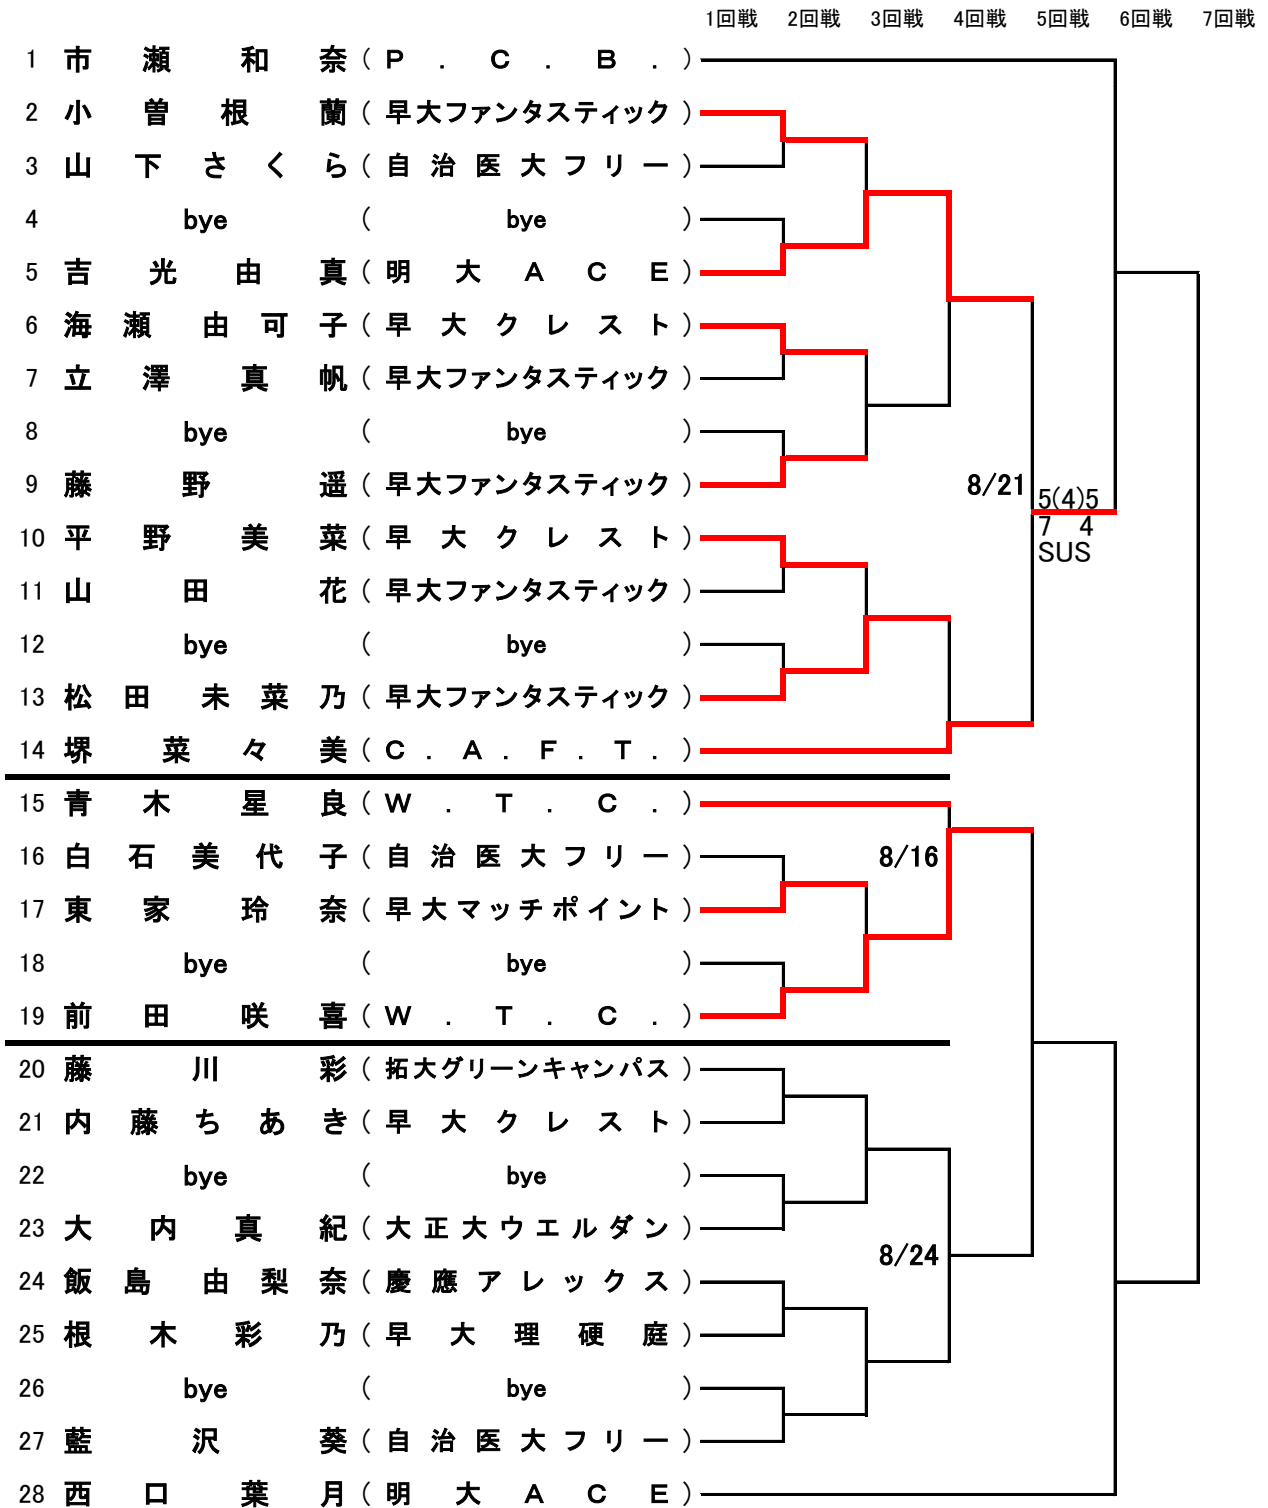 1回戦 2回戦 3回戦 4回戦 5回戦 6回戦 7回戦
1 市瀬和奈 (P.C.B.)
2 小曽根蘭 (早大ファンタスティック)
3 山下さくら (自治医大フリー)
4 bye (bye)
5 吉光由真 (明大ACE)
6 海瀬由可子 (早大クレスト)
7 立澤真帆 (早大ファンタスティック)
8 bye (bye)
9 藤野遥 (早大ファンタスティック) 8/21
5(4)5
10 平野美菜 (早大クレスト) 7 4
SUS
11 山田花 (早大ファンタスティック)
12 bye (bye)
13 松田未菜乃 (早大ファンタスティック)
14 堺菜々美 (C.A.F.T.)
15 青木星良 (W.T.C.)
16 白石美代子 (自治医大フリー) 8/16
17 東家玲奈 (早大マッチポイント)
18 bye (bye)
19 前田咲喜 (W.T.C.)
20 藤川彩 (拓大グリーンキャンパス)
21 内藤ちあき (早大クレスト)
22 bye (bye)
23 大内真紀 (大正大ウエルダン)
8/24
24 飯島由梨奈 (慶應アレックス)
25 根木彩乃 (早大理硬庭)
26 bye (bye)
27 藍沢葵 (自治医大フリー)
28 西口葉月 (明大ACE)